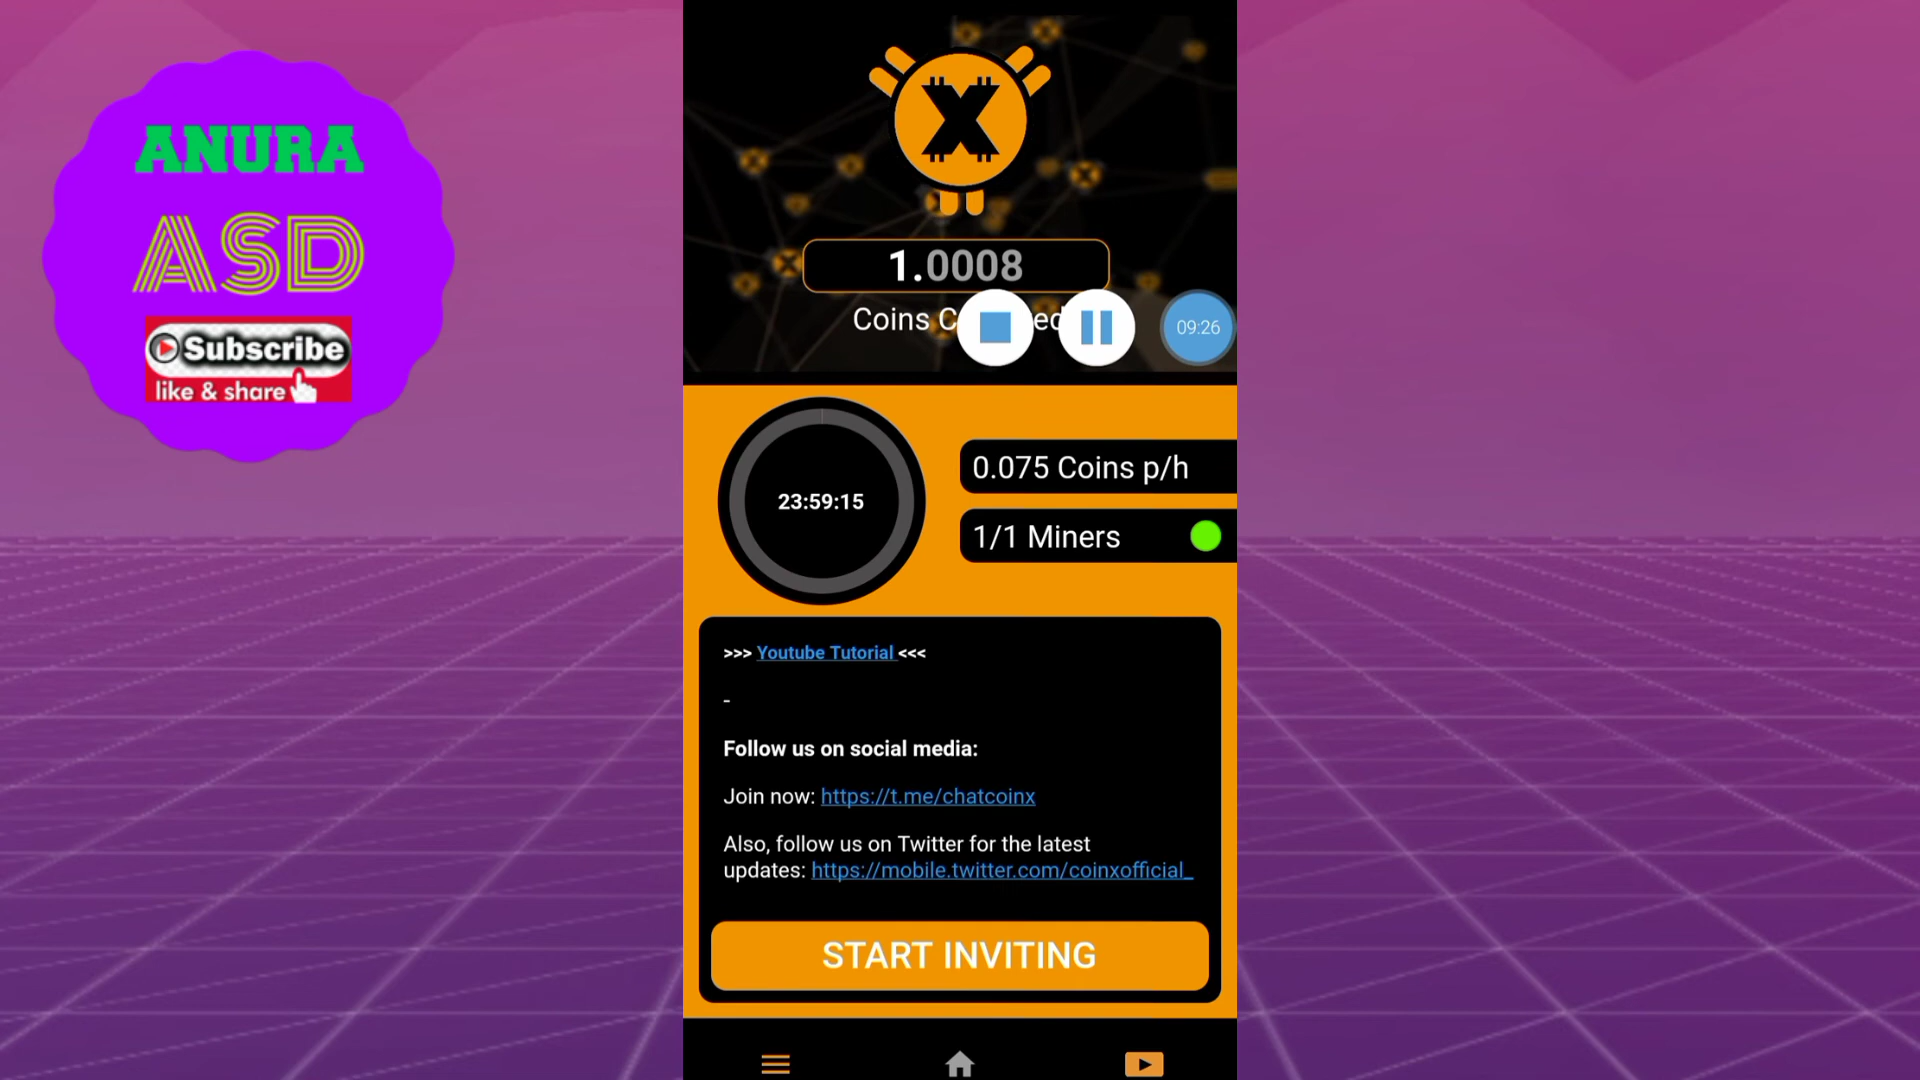 ANURA
ASD
Subscribe
like & share
X
1.0008
Coins C
ed
09:26
23:59:15
0.075 Coins p/h
1/1 Miners
>>> Youtube Tutorial <<<
-
Follow us on social media:
Join now: https://t.me/chatcoinx
Also, follow us on Twitter for the latest
updates: https://mobile.twitter.com/coinxofficial_
START INVITING